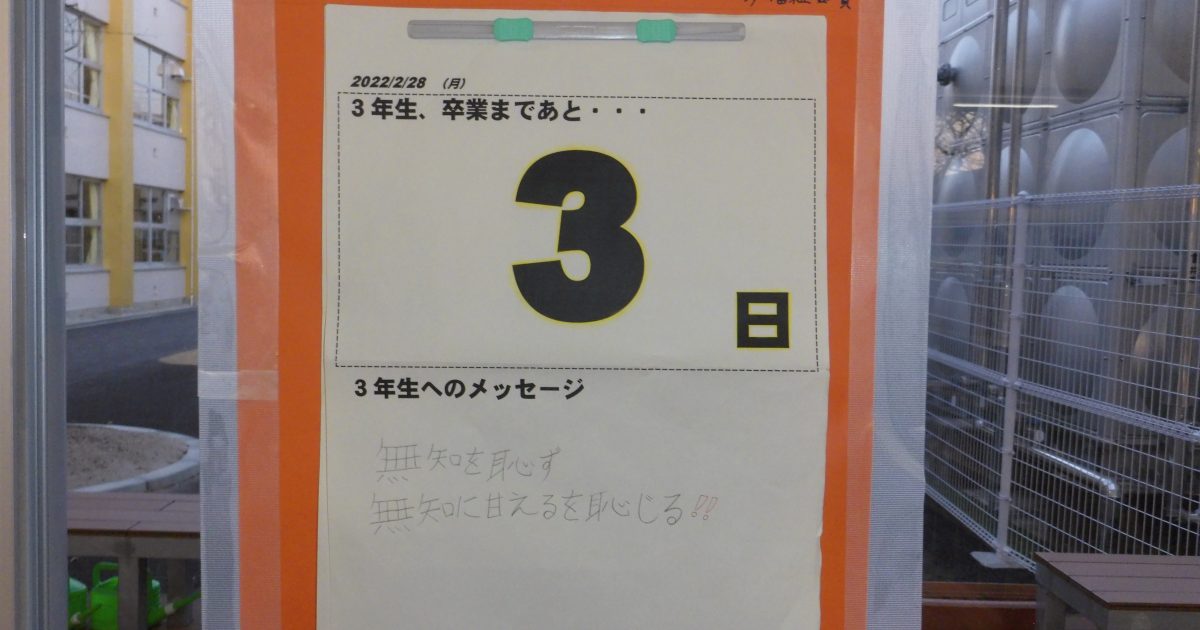 2022/2/28 (月)
3年生、卒業まであと・・・
3
日
3年生へのメッセージ
無知を恥ず
無知に甘えるを恥じる!!